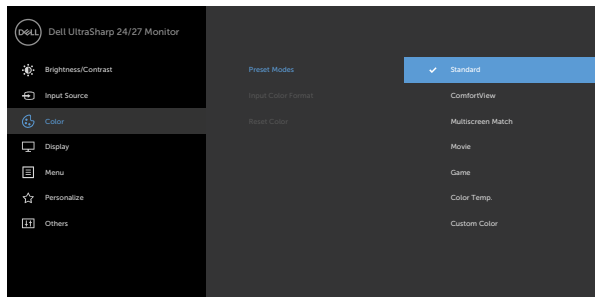 DELL Dell UltraSharp 24/27 Monitor
Brightness/Contrast Preset Modes Standard
Input Source Input Color Format ComfortView
Color Reset Color Multiscreen Match
Display Movie
Menu Game
Personalize Color Temp.
Others Custom Color